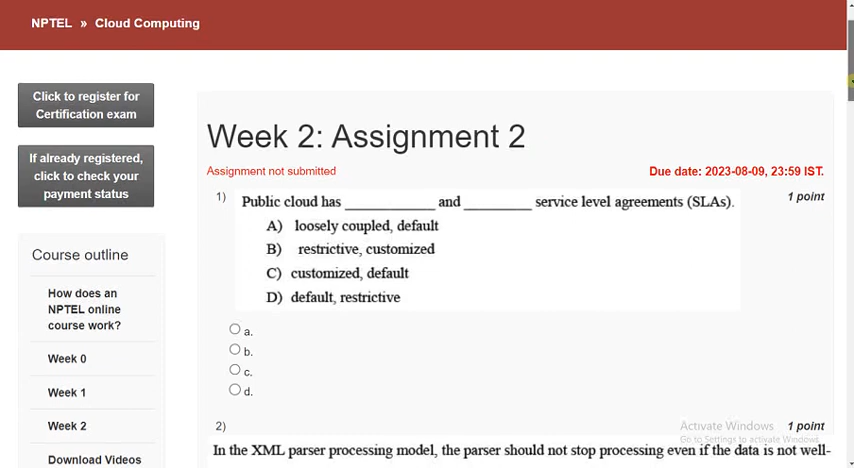 NPTEL » Cloud Computing
Click to register for
Certification exam
If already registered,
click to check your
payment status
Course outline
How does an
NPTEL online
course work?
Week 0
Week 1
Week 2
Download Videos
Week 2: Assignment 2
Assignment not submitted
Due date: 2023-08-09, 23:59 IST.
1) Public cloud has ____________ and _________ service level agreements (SLAs). 1 point
A) loosely coupled, default
B) restrictive, customized
C) customized, default
D) default, restrictive
a.
b.
c.
d.
2) 1 point
Activate Windows
Go to Settings to activate Windows.
In the XML parser processing model, the parser should not stop processing even if the data is not well-